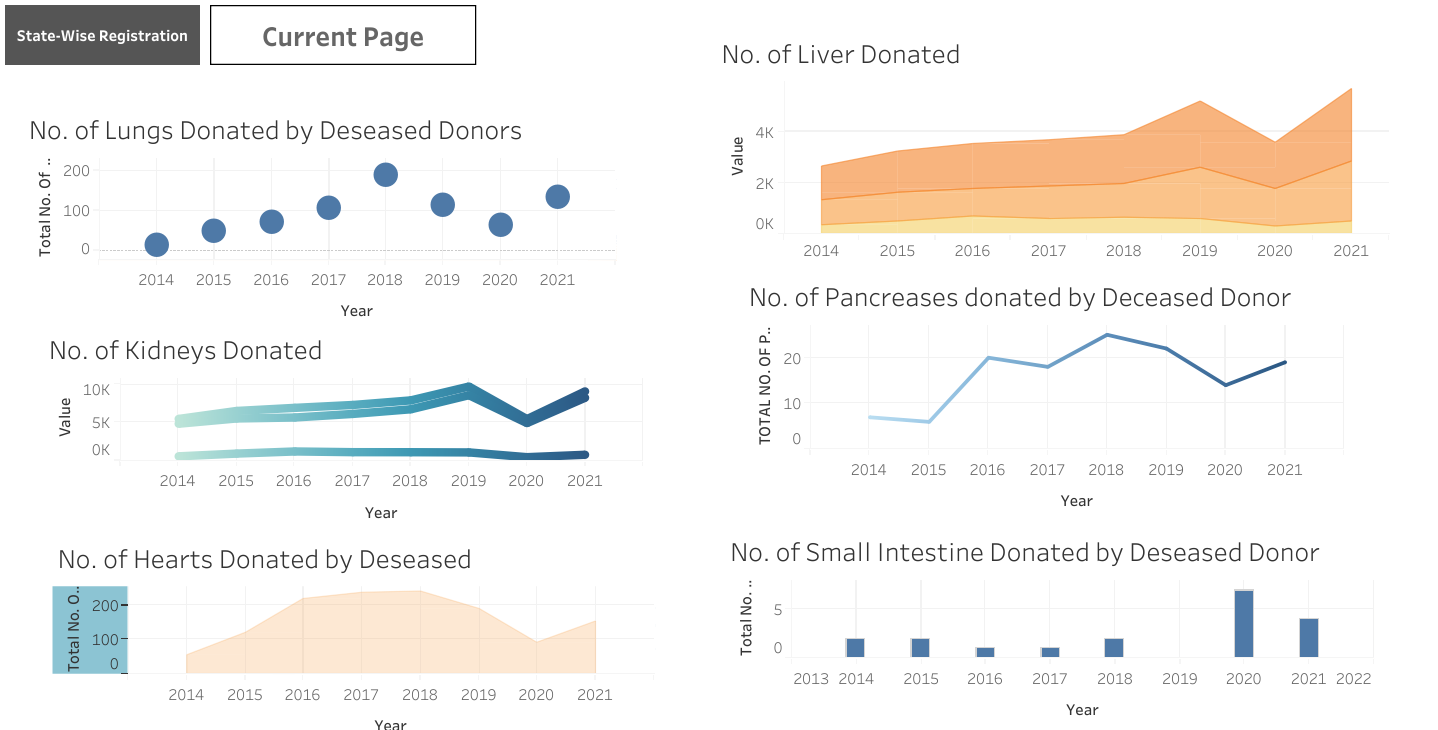 State-Wise Registration
Current Page
No. of Lungs Donated by Deseased Donors
Total No. Of ..
200
100
0
2014 2015 2016 2017 2018 2019 2020 2021
Year
No. of Kidneys Donated
Value
10K
5K
0K
2014 2015 2016 2017 2018 2019 2020 2021
Year
No. of Hearts Donated by Deseased
Total No. O..
200
100
0
2014 2015 2016 2017 2018 2019 2020 2021
Year
No. of Liver Donated
Value
4K
2K
0K
2014 2015 2016 2017 2018 2019 2020 2021
No. of Pancreases donated by Deceased Donor
TOTAL NO. OF P..
20
10
0
2014 2015 2016 2017 2018 2019 2020 2021
Year
No. of Small Intestine Donated by Deseased Donor
Total No. ..
5
0
2013 2014 2015 2016 2017 2018 2019 2020 2021 2022
Year